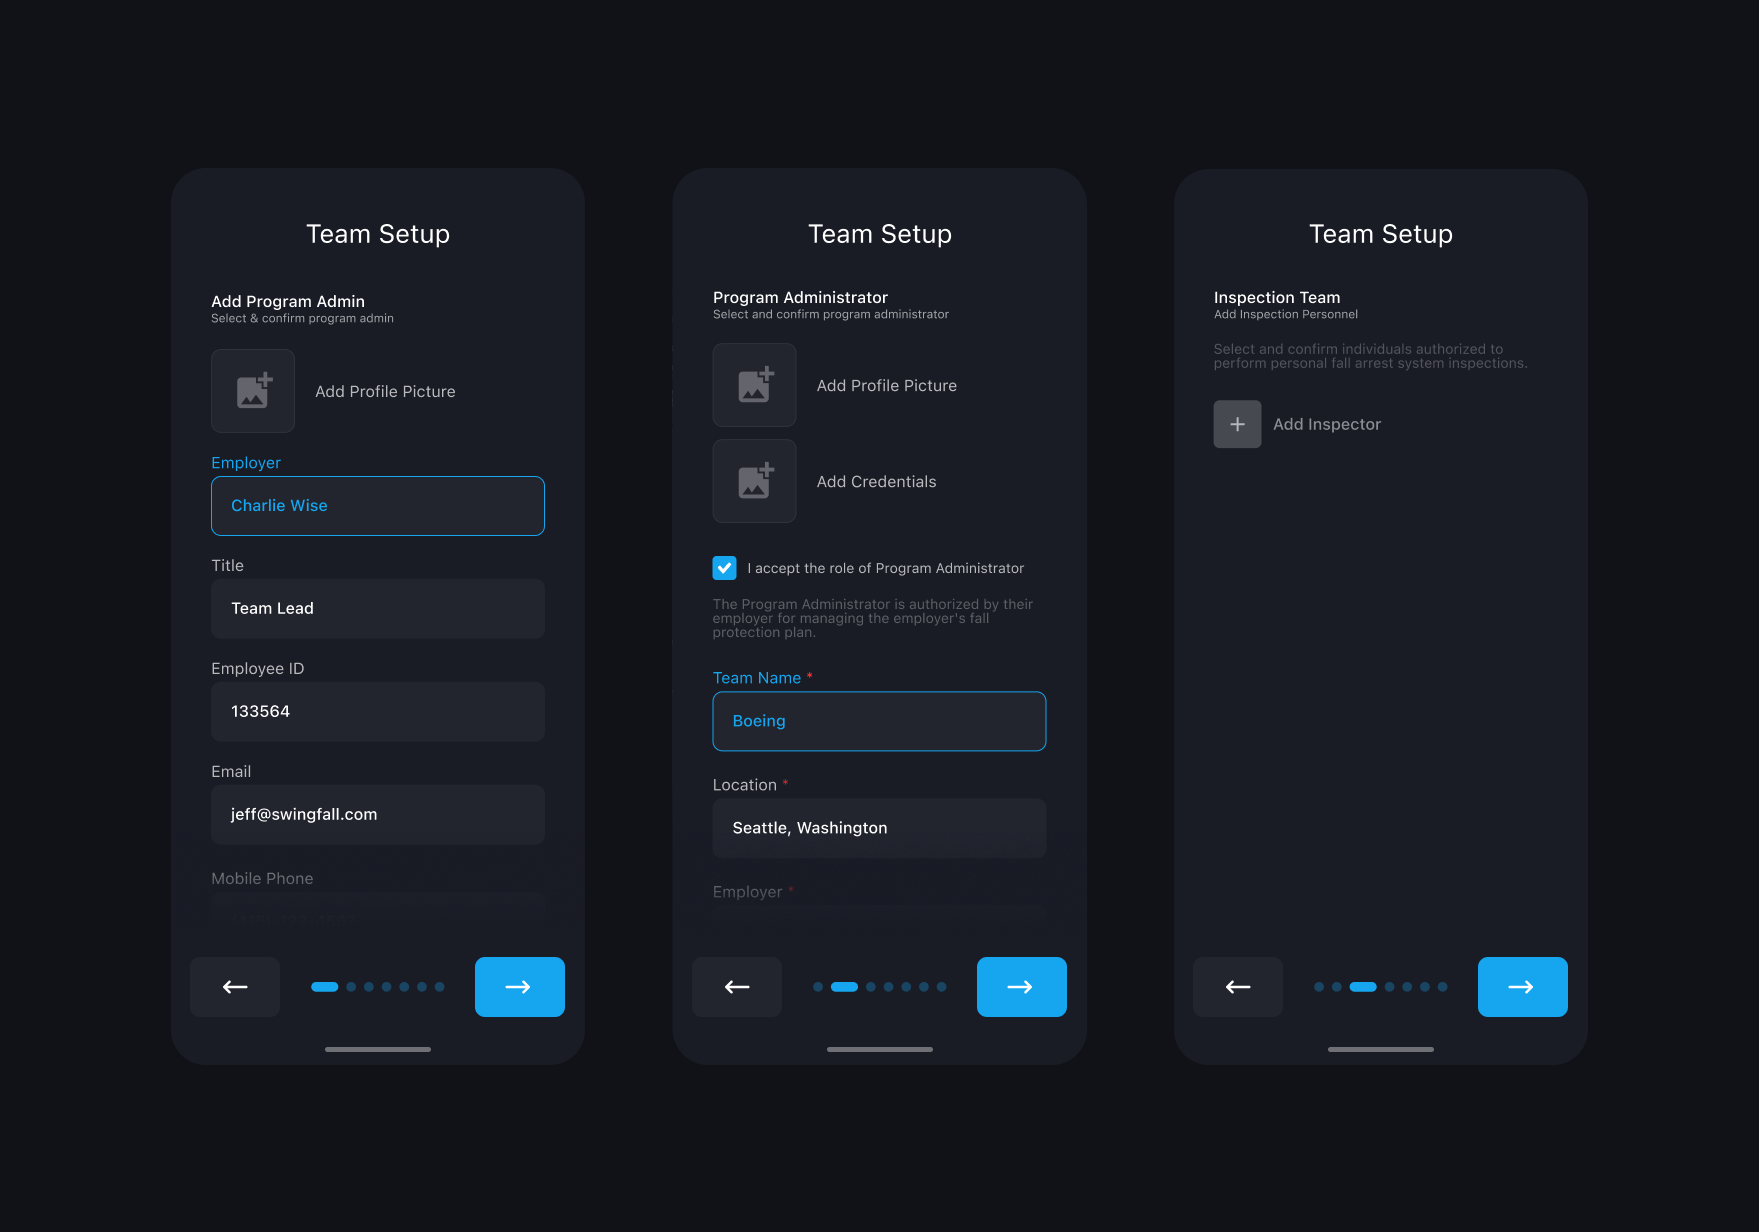 Team Setup
Add Program Admin
Select & confirm program admin
Add Profile Picture
Employer
Charlie Wise
Title
Team Lead
Employee ID
133564
Email
jeff@swingfall.com
Mobile Phone
Team Setup
Program Administrator
Select and confirm program administrator
Add Profile Picture
Add Credentials
I accept the role of Program Administrator
The Program Administrator is authorized by their
employer for managing the employer's fall
protection plan.
Team Name *
Boeing
Location *
Seattle, Washington
Employer *
Team Setup
Inspection Team
Add Inspection Personnel
Select and confirm individuals authorized to
perform personal fall arrest system inspections.
Add Inspector